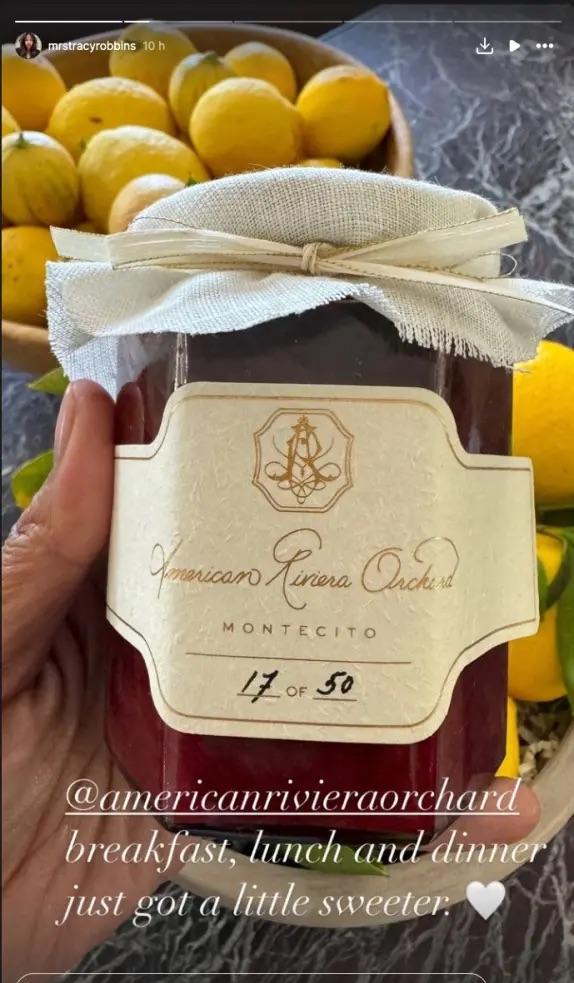 mrstracyrobbins 10 h
American Riviera Orchard
MONTECITO
17 OF 50
@americanrivieraorchard
breakfast, lunch and dinner
just got a little sweeter. 🤍